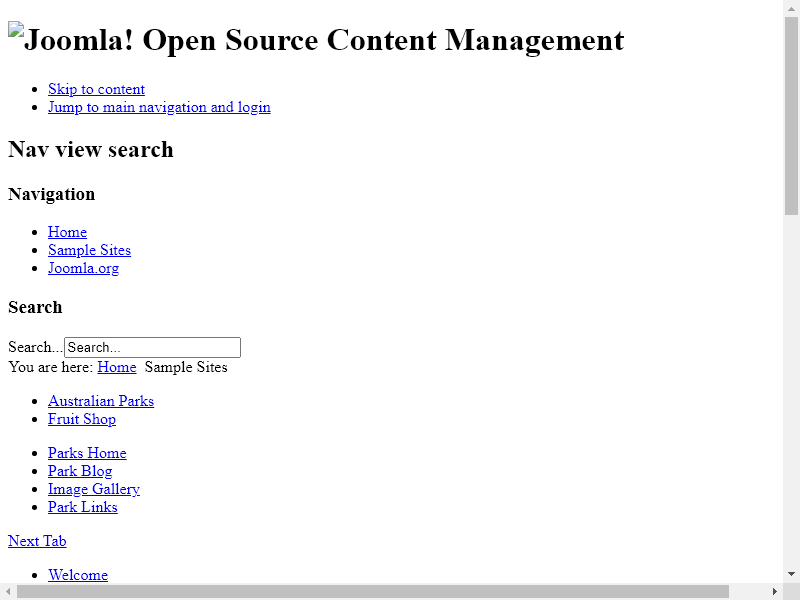 Joomla! Open Source Content Management
Skip to content
Jump to main navigation and login
Nav view search
Navigation
Home
Sample Sites
Joomla.org
Search
Search...Search...
You are here: Home Sample Sites
Australian Parks
Fruit Shop
Parks Home
Park Blog
Image Gallery
Park Links
Next Tab
Welcome